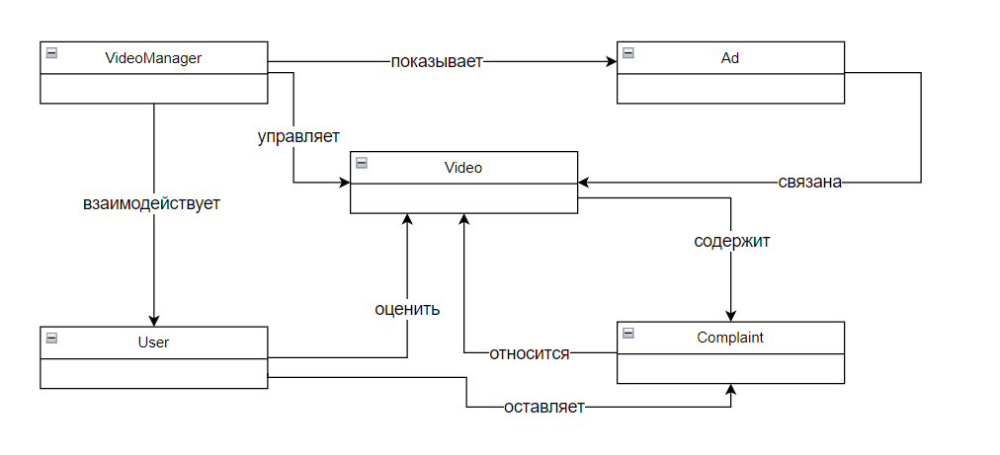 VideoManager
показывает
Ad
управляет
Video
связана
взаимодействует
содержит
оценить
User
Complaint
относится
оставляет